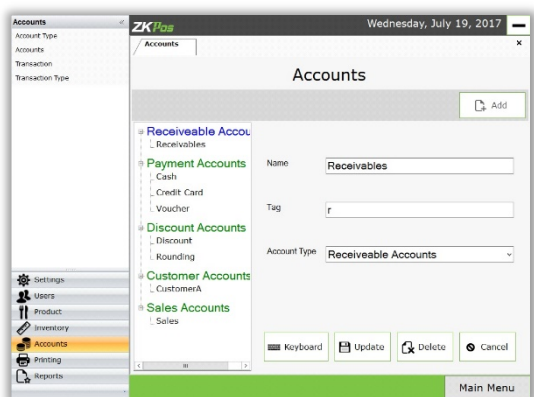 Accounts
Account Type
Accounts
Transaction
Transaction Type
Settings
Users
Product
Inventory
Accounts
Printing
Reports
ZKPos
Wednesday, July 19, 2017
Accounts
Accounts
Add
Receiveable Accou
Receivables
Payment Accounts
Cash
Credit Card
Voucher
Discount Accounts
Discount
Rounding
Customer Accounts
CustomerA
Sales Accounts
Sales
Name
Receivables
Tag
r
Account Type
Receiveable Accounts
Keyboard
Update
Delete
Cancel
Main Menu